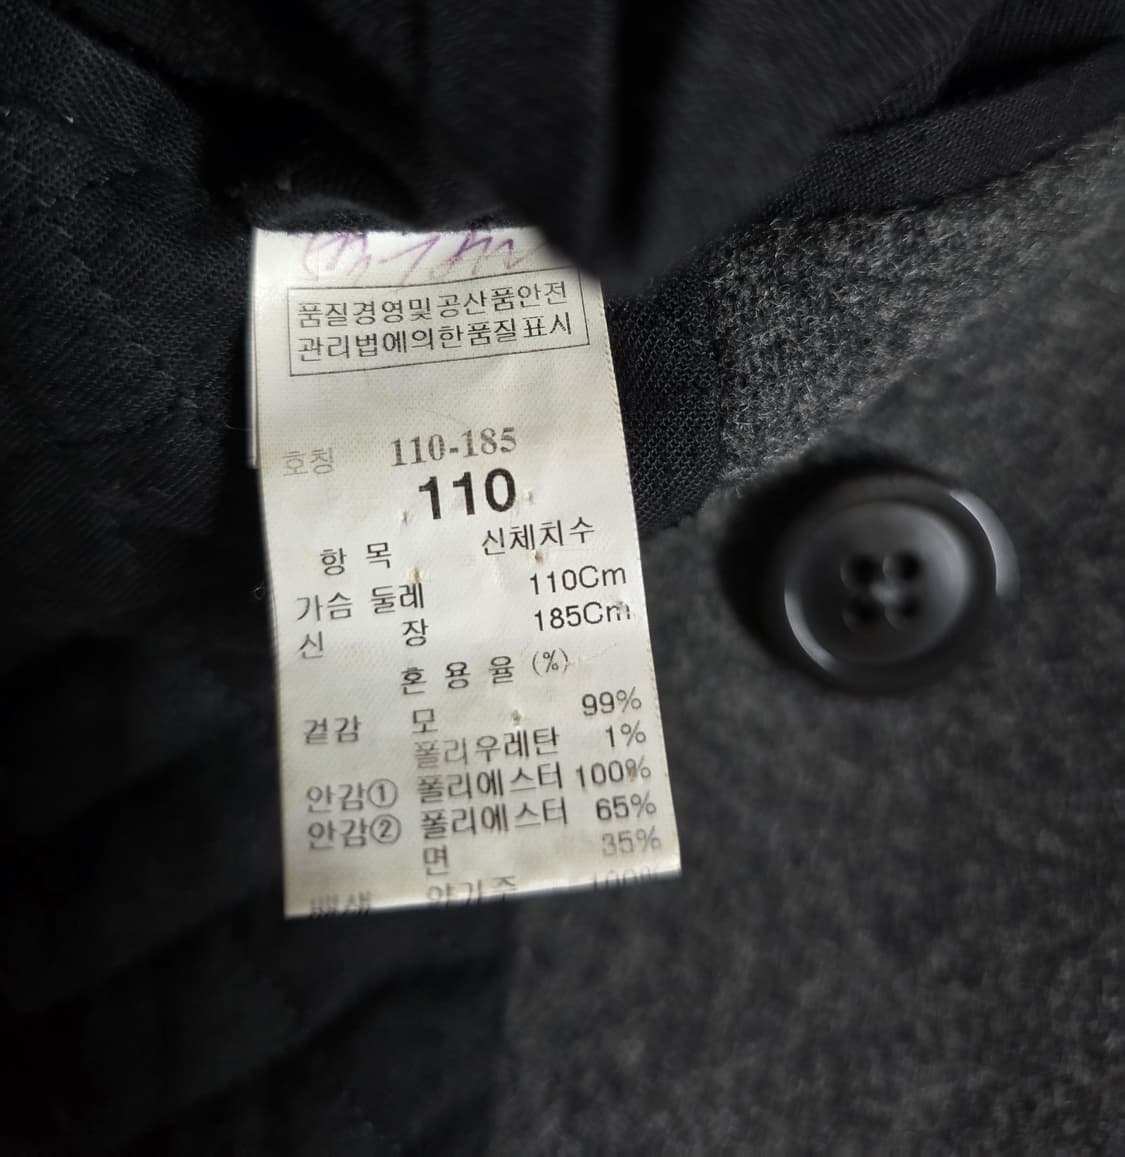 품질경영및공산품안전
관리법에의한품질표시
호칭 110-185
110
항 목 신체치수
가슴 둘레 110Cm
신 장 185Cm
혼 용 율 (%)
겉감 모 99%
폴리우레탄 1%
안감① 폴리에스터 100%
안감② 폴리에스터 65%
면 35%
100%